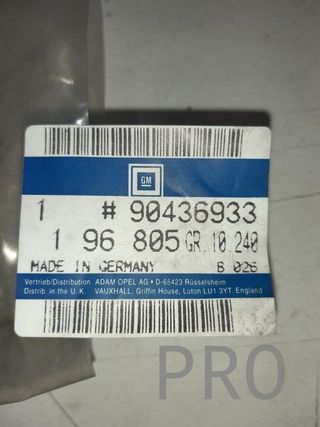 GM
1 # 90436933
1 96 805 GR.10.240
MADE IN GERMANY B 026
Vertrieb/Distribution ADAM OPEL AG • D-65423 Rüsselsheim
Distrib. in the U. K. VAUXHALL, Griffin House, Luton LU1 3YT. England
PRO